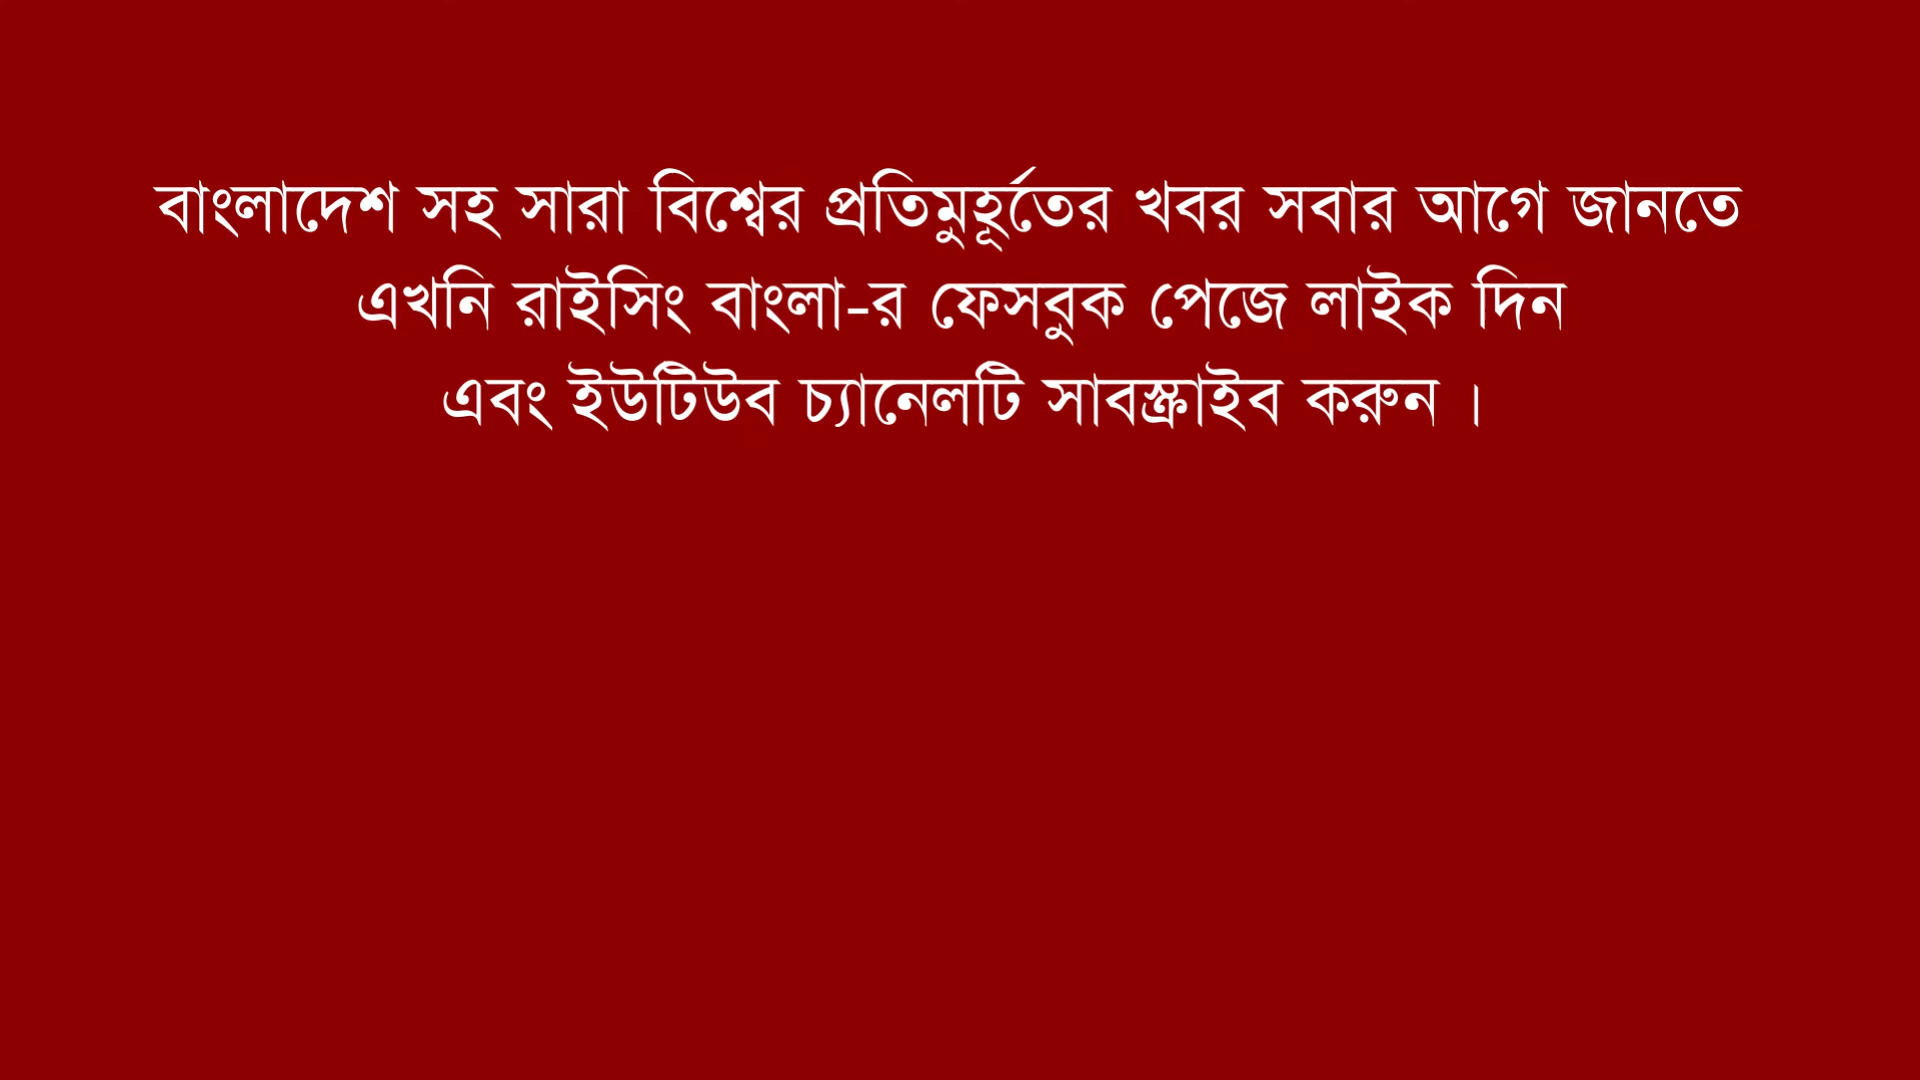 বাংলাদেশ সহ সারা বিশ্বের প্রতিমুহূর্তের খবর সবার আগে জানতে
এখনি রাইসিং বাংলা-র ফেসবুক পেজে লাইক দিন
এবং ইউটিউব চ্যানেলটি সাবস্ক্রাইব করুন ।